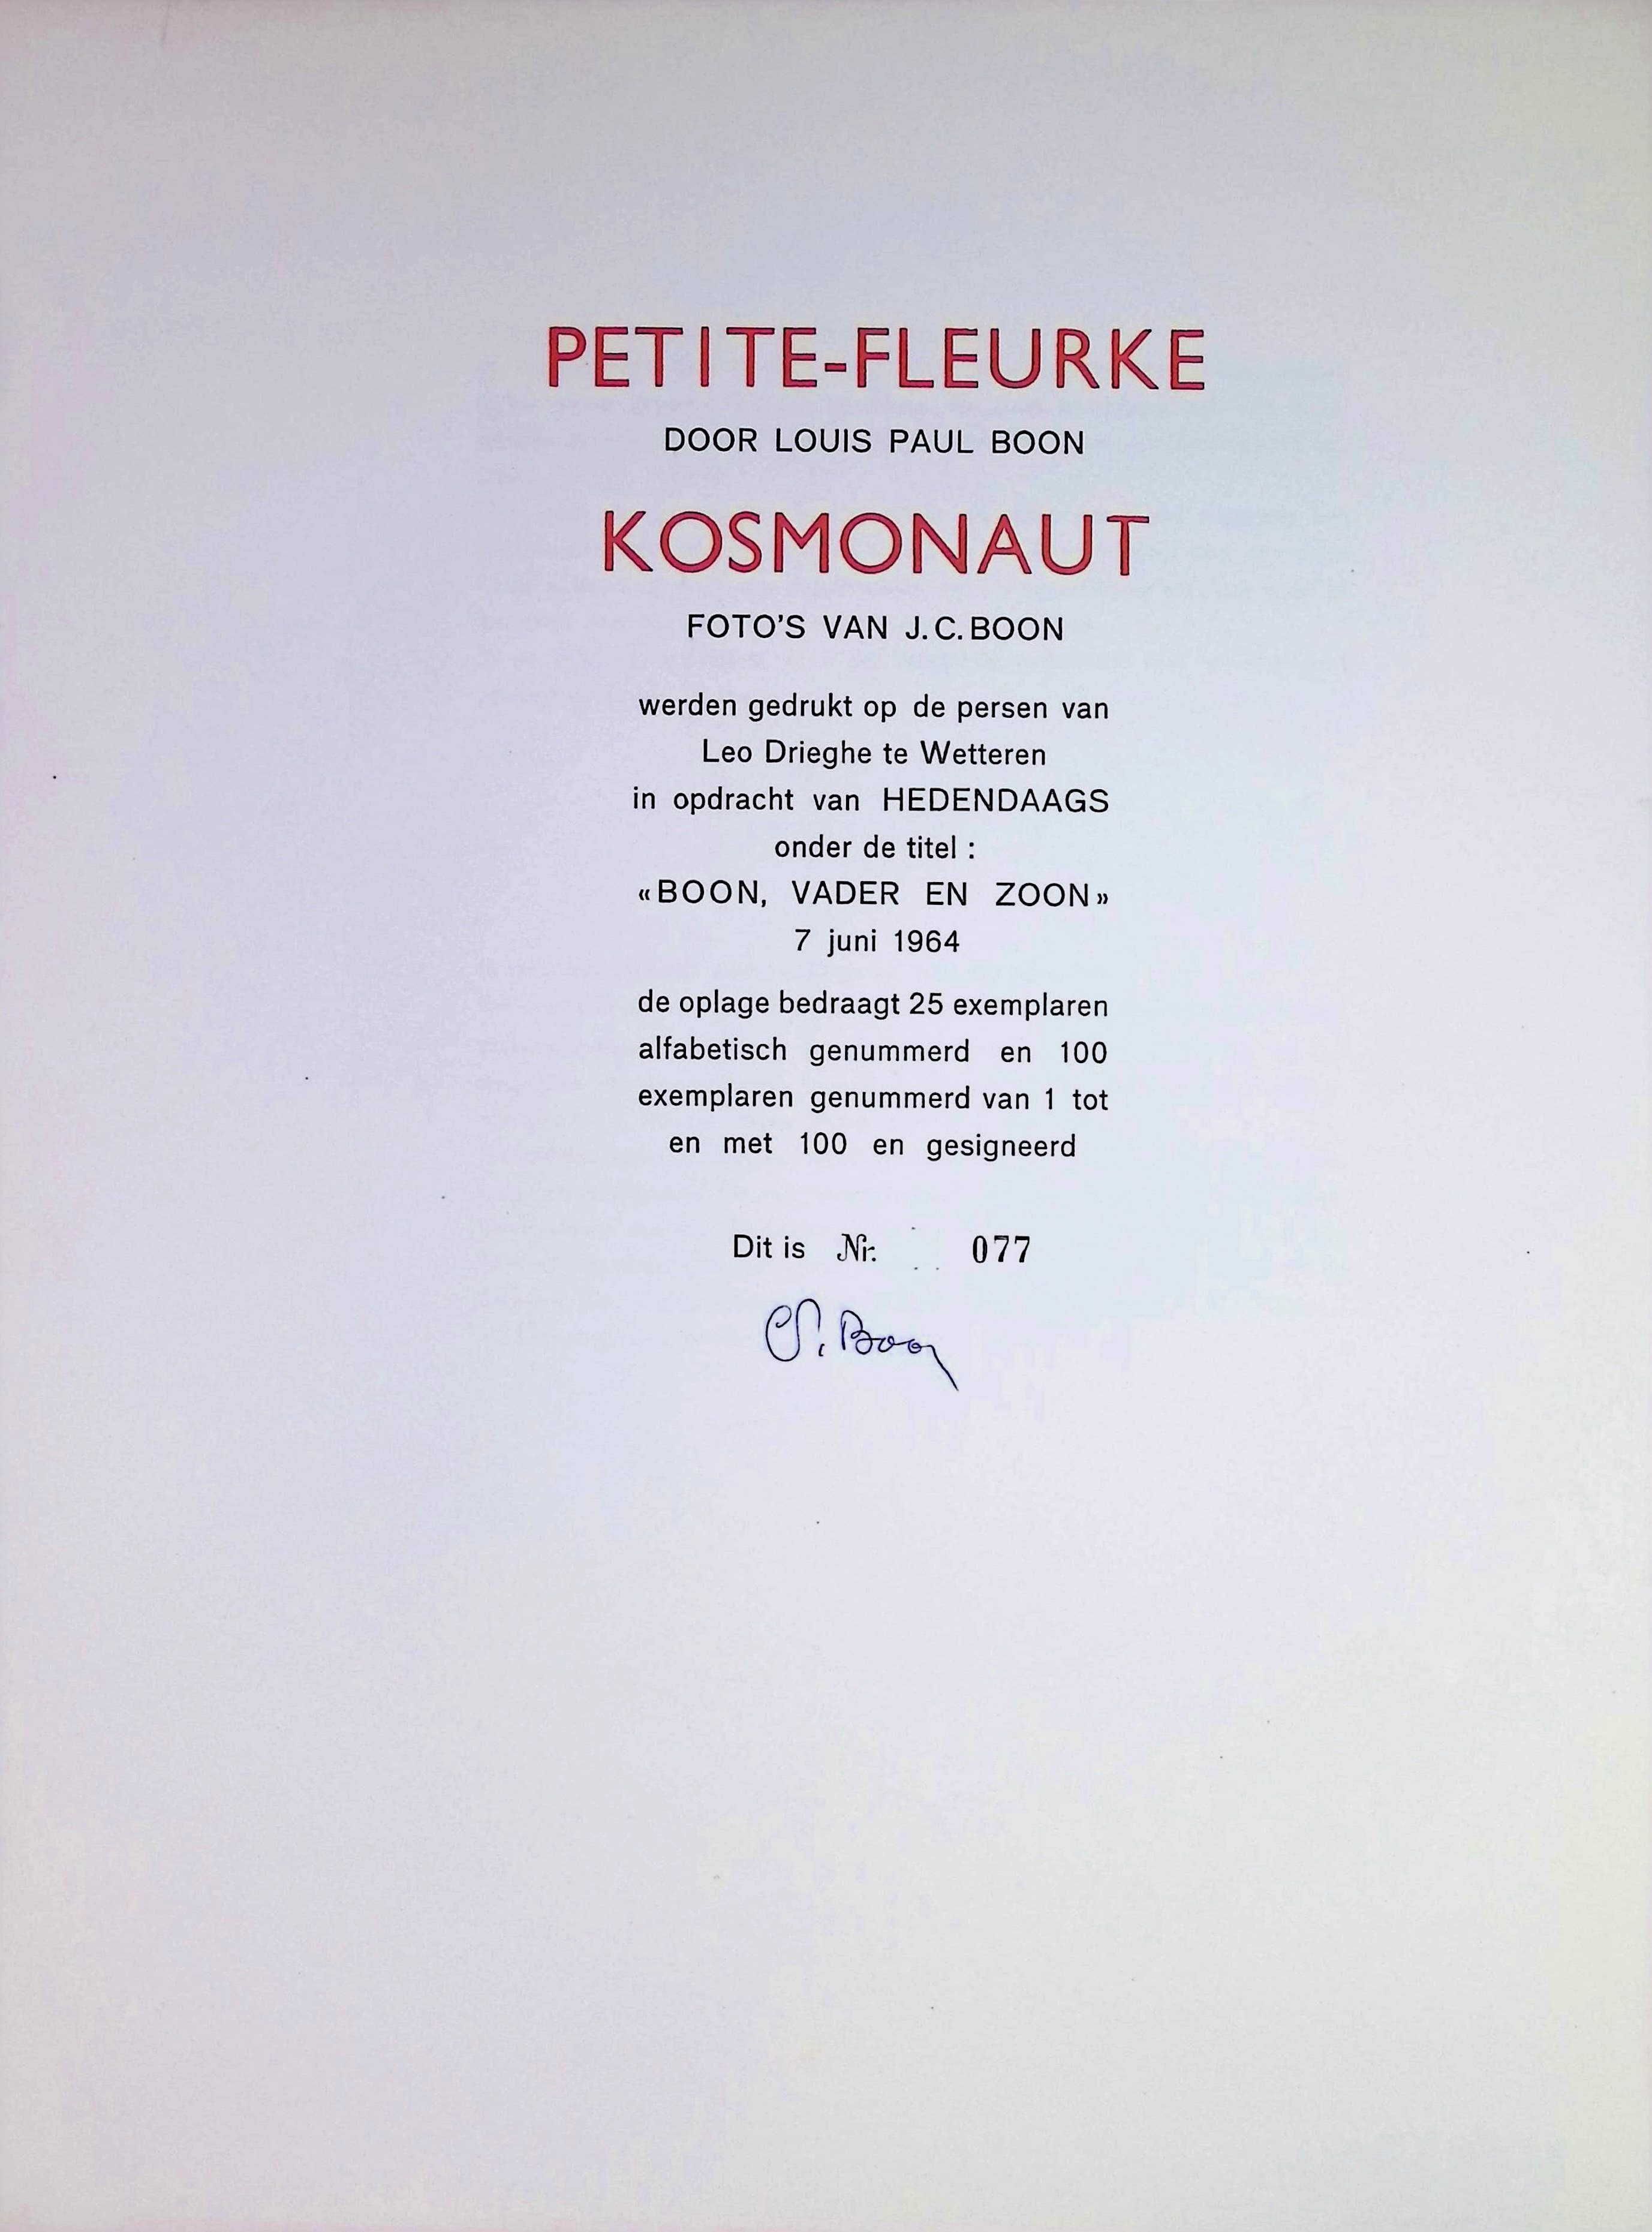 PETITE-FLEURKE
DOOR LOUIS PAUL BOON
KOSMONAUT
FOTO'S VAN J.C. BOON
werden gedrukt op de persen van
Leo Drieghe te Wetteren
in opdracht van HEDENDAAGS
onder de titel :
«BOON, VADER EN ZOON»
7 juni 1964
de oplage bedraagt 25 exemplaren
alfabetisch genummerd en 100
exemplaren genummerd van 1 tot
en met 100 en gesigneerd
Dit is Nr. 077
Boon